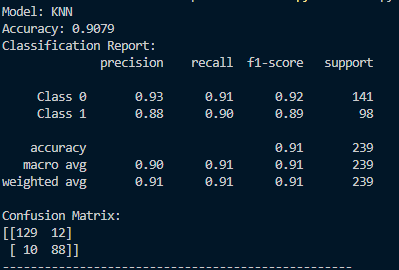 Model: KNN
Accuracy: 0.9079
Classification Report:
              precision    recall  f1-score   support

     Class 0       0.93      0.91      0.92       141
     Class 1       0.88      0.90      0.89        98

    accuracy                           0.91       239
   macro avg       0.90      0.91      0.91       239
weighted avg       0.91      0.91      0.91       239

Confusion Matrix:
[[129  12]
 [ 10  88]]
--------------------------------------------------